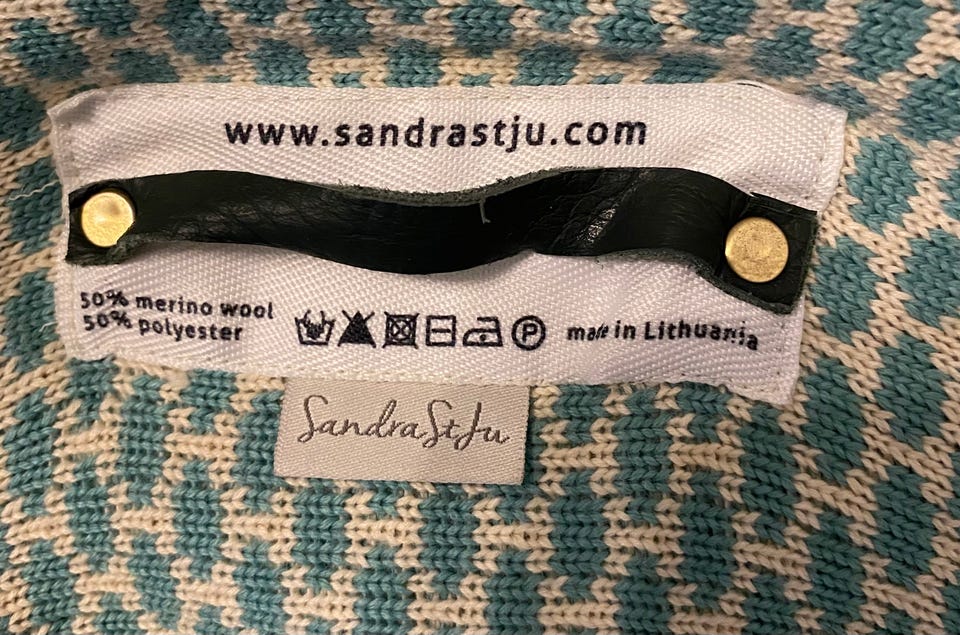 www.sandrastju.com
50% merino wool
50% polyester
P
made in Lithuania
SandraStJu